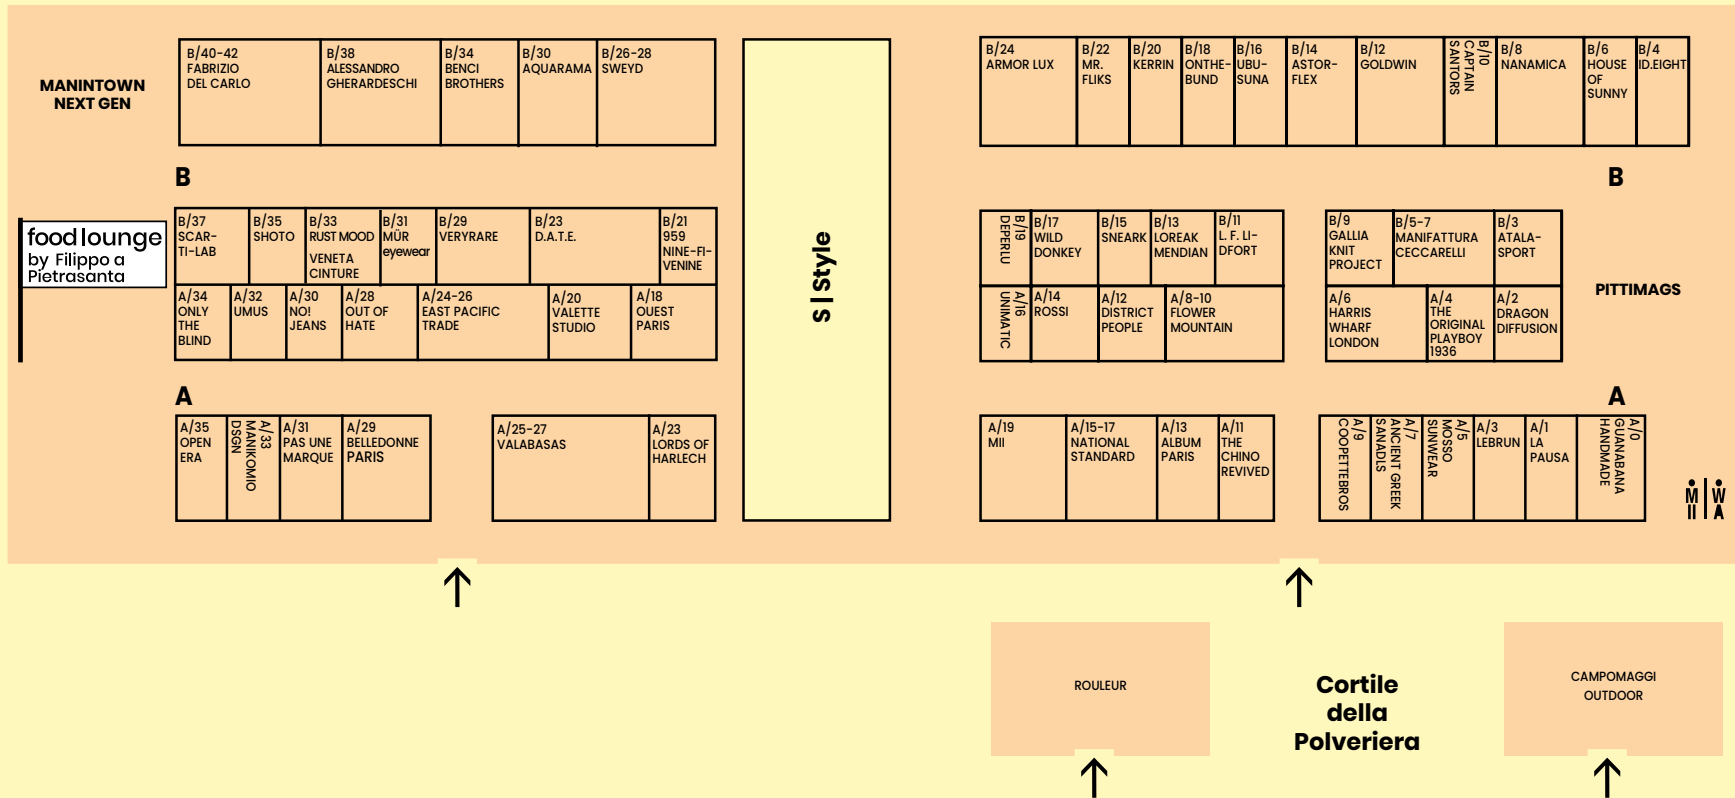 MANINTOWN
NEXT GEN
B/40-42
FABRIZIO
DEL CARLO
B/38
ALESSANDRO
GHERARDESCHI
B/34
BENCI
BROTHERS
B/30
AQUARAMA
B/26-28
SWEYD
B/24
ARMOR LUX
B/22
MR.
FLIKS
B/20
KERRIN
B/18
ONTHE-
BUND
B/16
UBU-
SUNA
B/14
ASTOR-
FLEX
B/12
GOLDWIN
B/10
CAPTAIN
SANTORS
B/8
NANAMICA
B/6
HOUSE
OF
SUNNY
B/4
ID.EIGHT
B
B
food lounge
by Filippo a
Pietrasanta
B/37
SCAR-
TI-LAB
B/35
SHOTO
B/33
RUST MOOD
VENETA
CINTURE
B/31
MÜR
eyewear
B/29
VERYRARE
B/23
D.A.T.E.
B/21
959
NINE-FI-
VENINE
S|Style
B/19
DEPERLU
B/17
WILD
DONKEY
B/15
SNEARK
B/13
LOREAK
MENDIAN
B/11
L. F. LI-
DFORT
B/9
GALLIA
KNIT
PROJECT
B/5-7
MANIFATTURA
CECCARELLI
B/3
ATALA-
SPORT
A/34
ONLY
THE
BLIND
A/32
UMUS
A/30
NO!
JEANS
A/28
OUT OF
HATE
A/24-26
EAST PACIFIC
TRADE
A/20
VALETTE
STUDIO
A/18
OUEST
PARIS
A/16
UNIMATIC
A/14
ROSSI
A/12
DISTRICT
PEOPLE
A/8-10
FLOWER
MOUNTAIN
A/6
HARRIS
WHARF
LONDON
A/4
THE
ORIGINAL
PLAYBOY
1936
A/2
DRAGON
DIFFUSION
PITTIMAGS
A
A
A/35
OPEN
ERA
A/33
MANIKOMIO
DSGN
A/31
PAS UNE
MARQUE
A/29
BELLEDONNE
PARIS
A/25-27
VALABASAS
A/23
LORDS OF
HARLECH
A/19
MII
A/15-17
NATIONAL
STANDARD
A/13
ALBUM
PARIS
A/11
THE
CHINO
REVIVED
A/9
COOPETTEBROS
A/7
ANCIENT GREEK
SANADLS
A/5
MOSSO
SUNWEAR
A/3
LEBRUN
A/1
LA
PAUSA
A/0
GUANABANA
HANDMADE
M W
A
ROULEUR
Cortile
della
Polveriera
CAMPOMAGGI
OUTDOOR